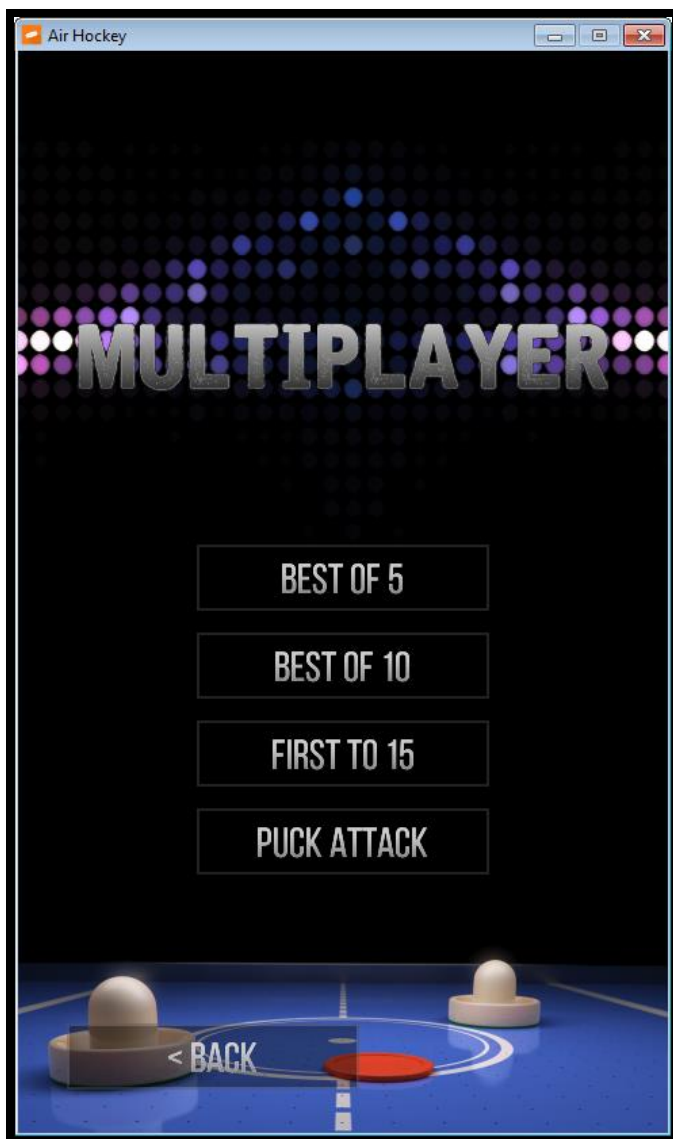 Air Hockey
MULTIPLAYER
BEST OF 5
BEST OF 10
FIRST TO 15
PUCK ATTACK
< BACK